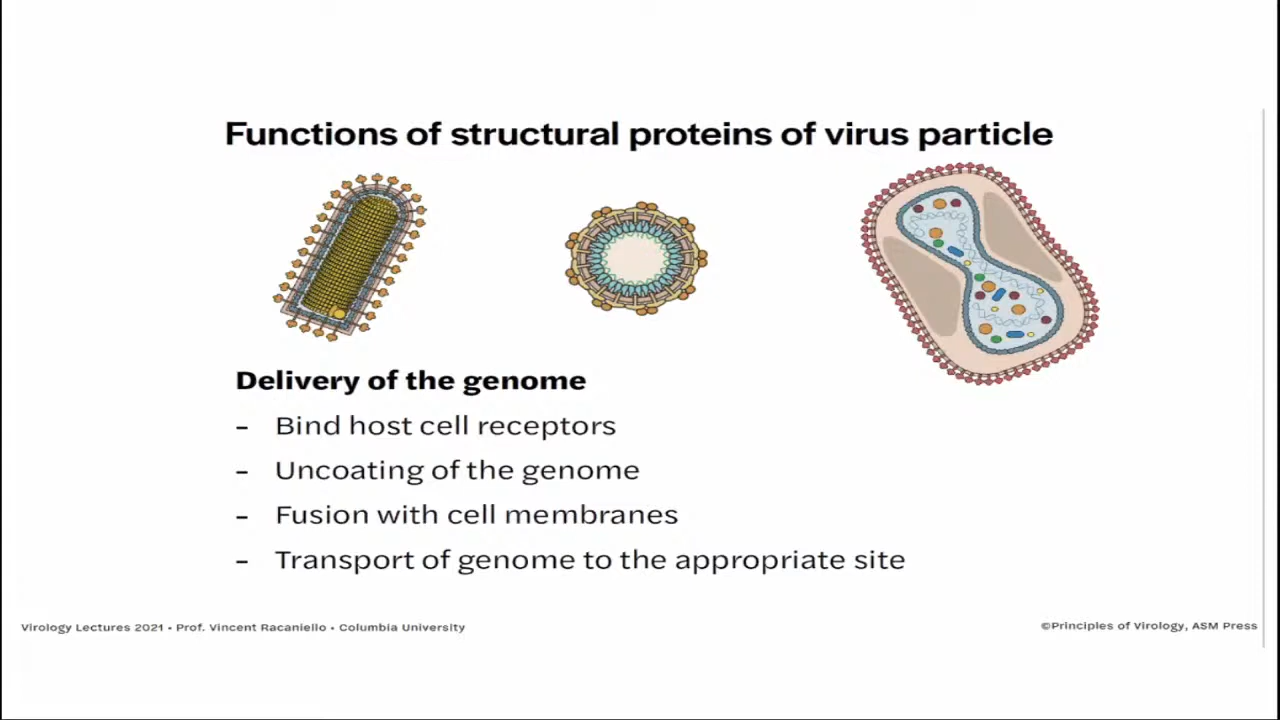 Functions of structural proteins of virus particle
Delivery of the genome
- Bind host cell receptors
- Uncoating of the genome
- Fusion with cell membranes
- Transport of genome to the appropriate site
Virology Lectures 2021 • Prof. Vincent Racaniello • Columbia University
©Principles of Virology, ASM Press